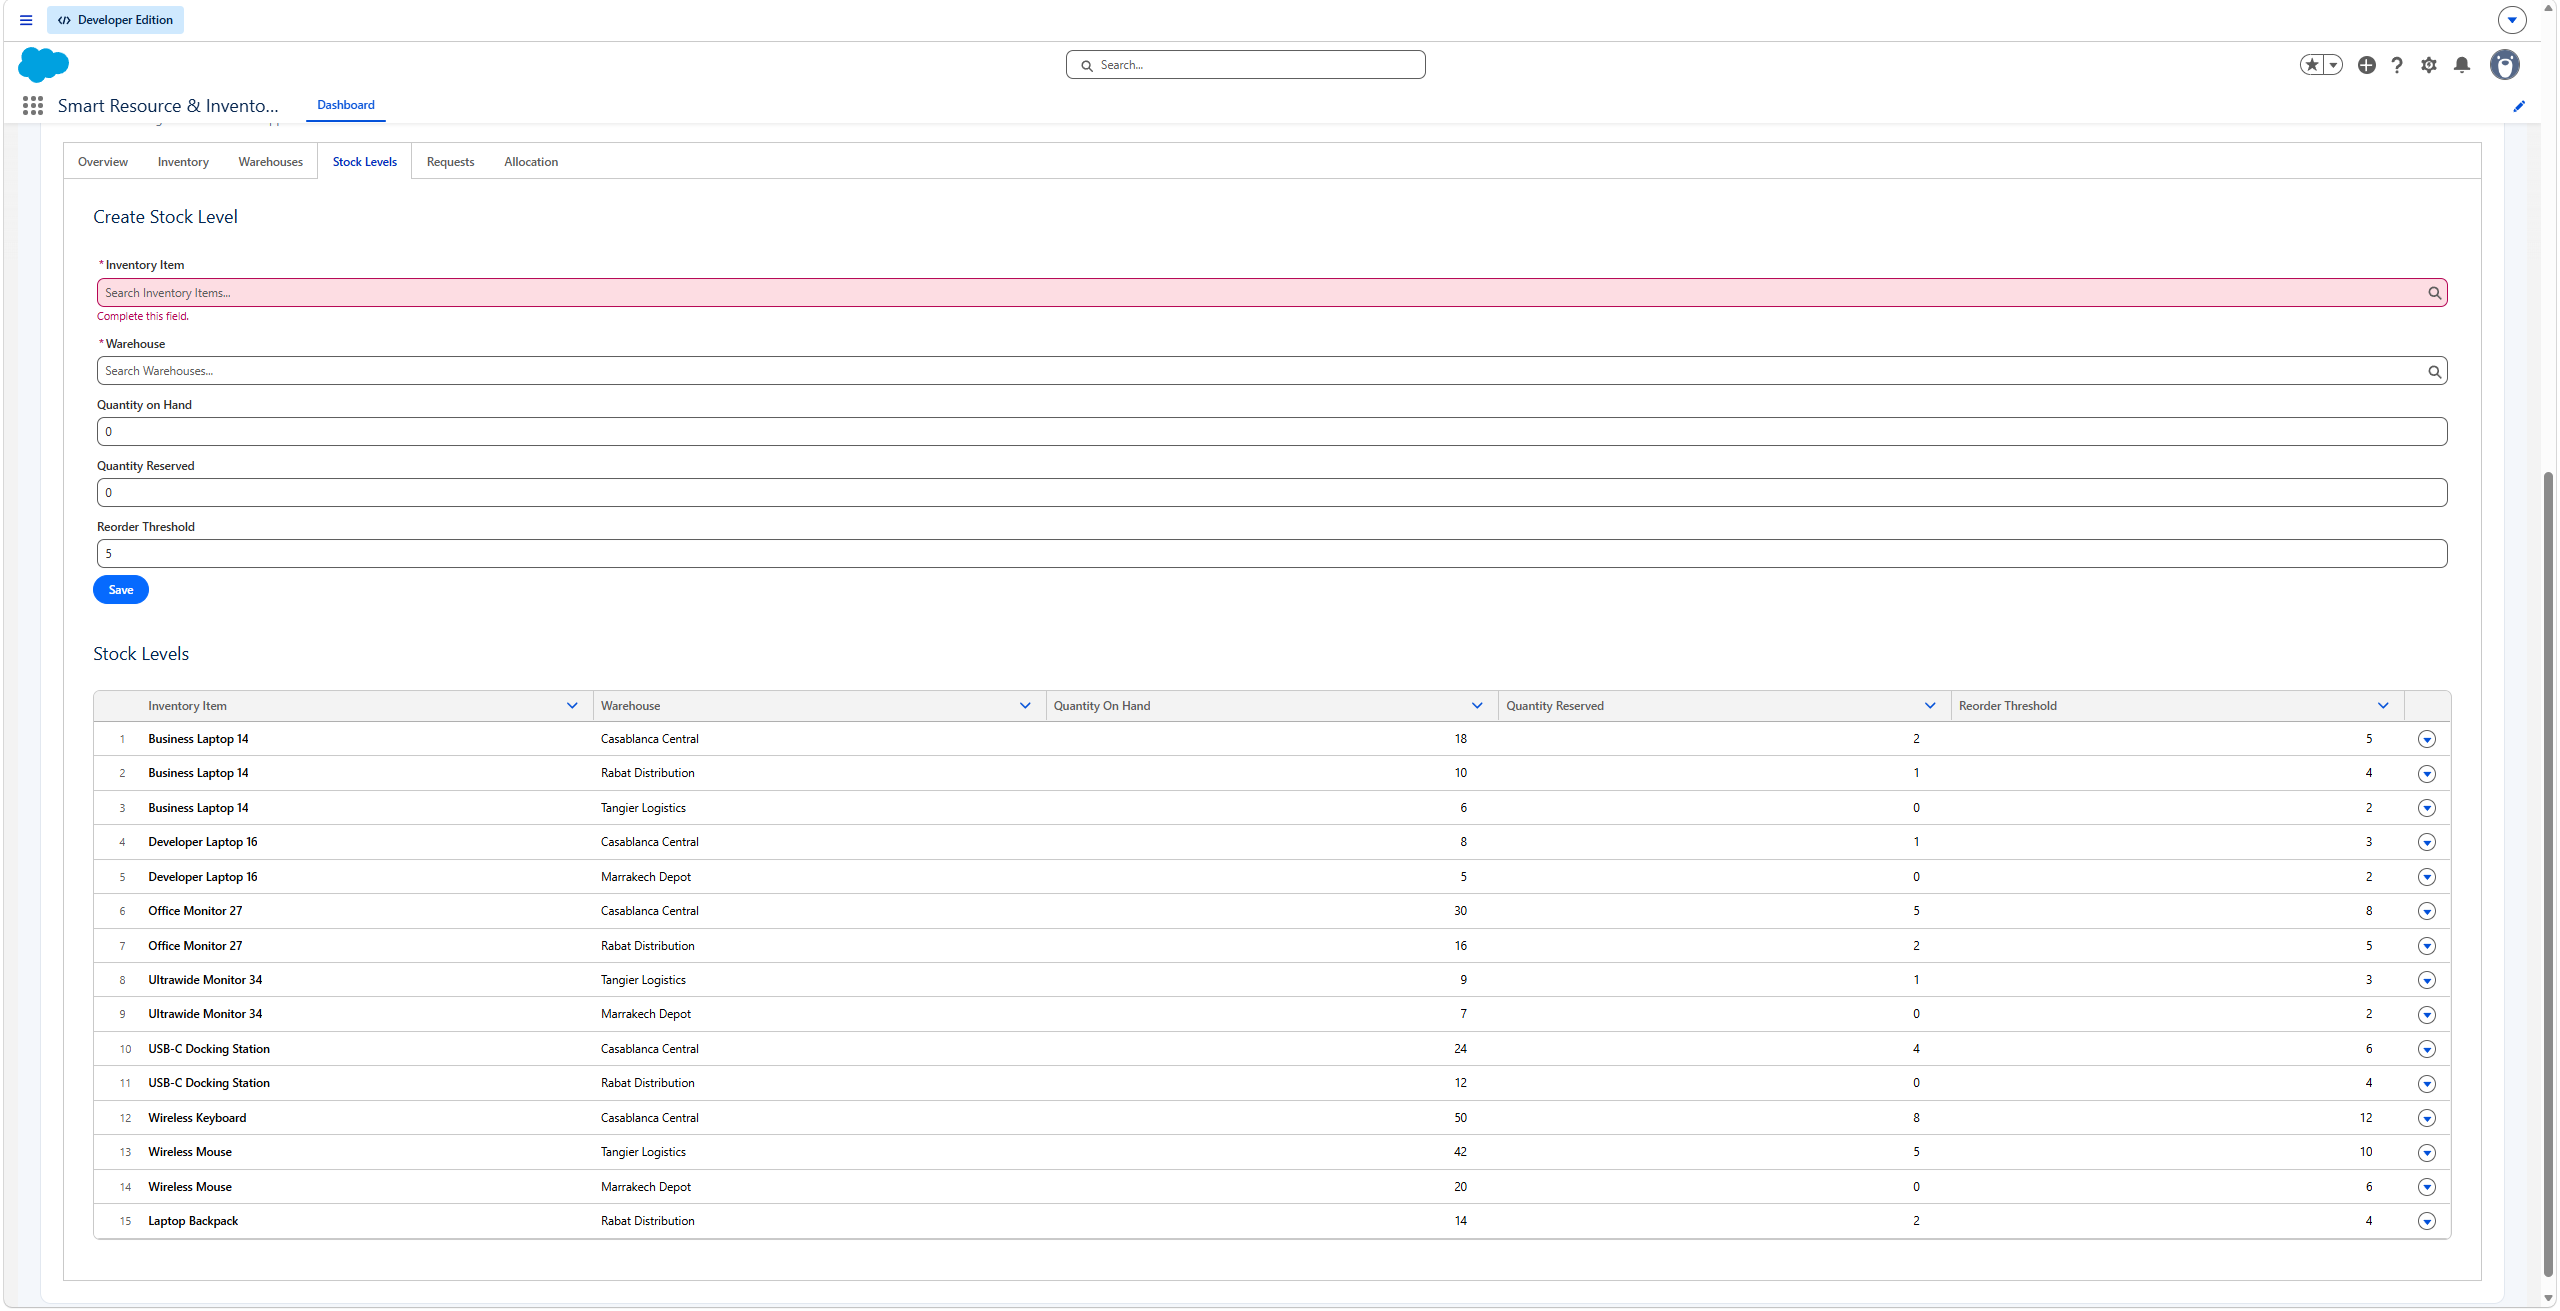 Developer Edition
Search...
Smart Resource & Invento... Dashboard
Overview Inventory Warehouses Stock Levels Requests Allocation
Create Stock Level
*Inventory Item
Search Inventory Items...
Complete this field.
*Warehouse
Search Warehouses...
Quantity on Hand
0
Quantity Reserved
0
Reorder Threshold
5
Save
Stock Levels
Inventory Item Warehouse Quantity On Hand Quantity Reserved Reorder Threshold
1 Business Laptop 14 Casablanca Central 18 2 5
2 Business Laptop 14 Rabat Distribution 10 1 4
3 Business Laptop 14 Tangier Logistics 6 0 2
4 Developer Laptop 16 Casablanca Central 8 1 3
5 Developer Laptop 16 Marrakech Depot 5 0 2
6 Office Monitor 27 Casablanca Central 30 5 8
7 Office Monitor 27 Rabat Distribution 16 2 5
8 Ultrawide Monitor 34 Tangier Logistics 9 1 3
9 Ultrawide Monitor 34 Marrakech Depot 7 0 2
10 USB-C Docking Station Casablanca Central 24 4 6
11 USB-C Docking Station Rabat Distribution 12 0 4
12 Wireless Keyboard Casablanca Central 50 8 12
13 Wireless Mouse Tangier Logistics 42 5 10
14 Wireless Mouse Marrakech Depot 20 0 6
15 Laptop Backpack Rabat Distribution 14 2 4